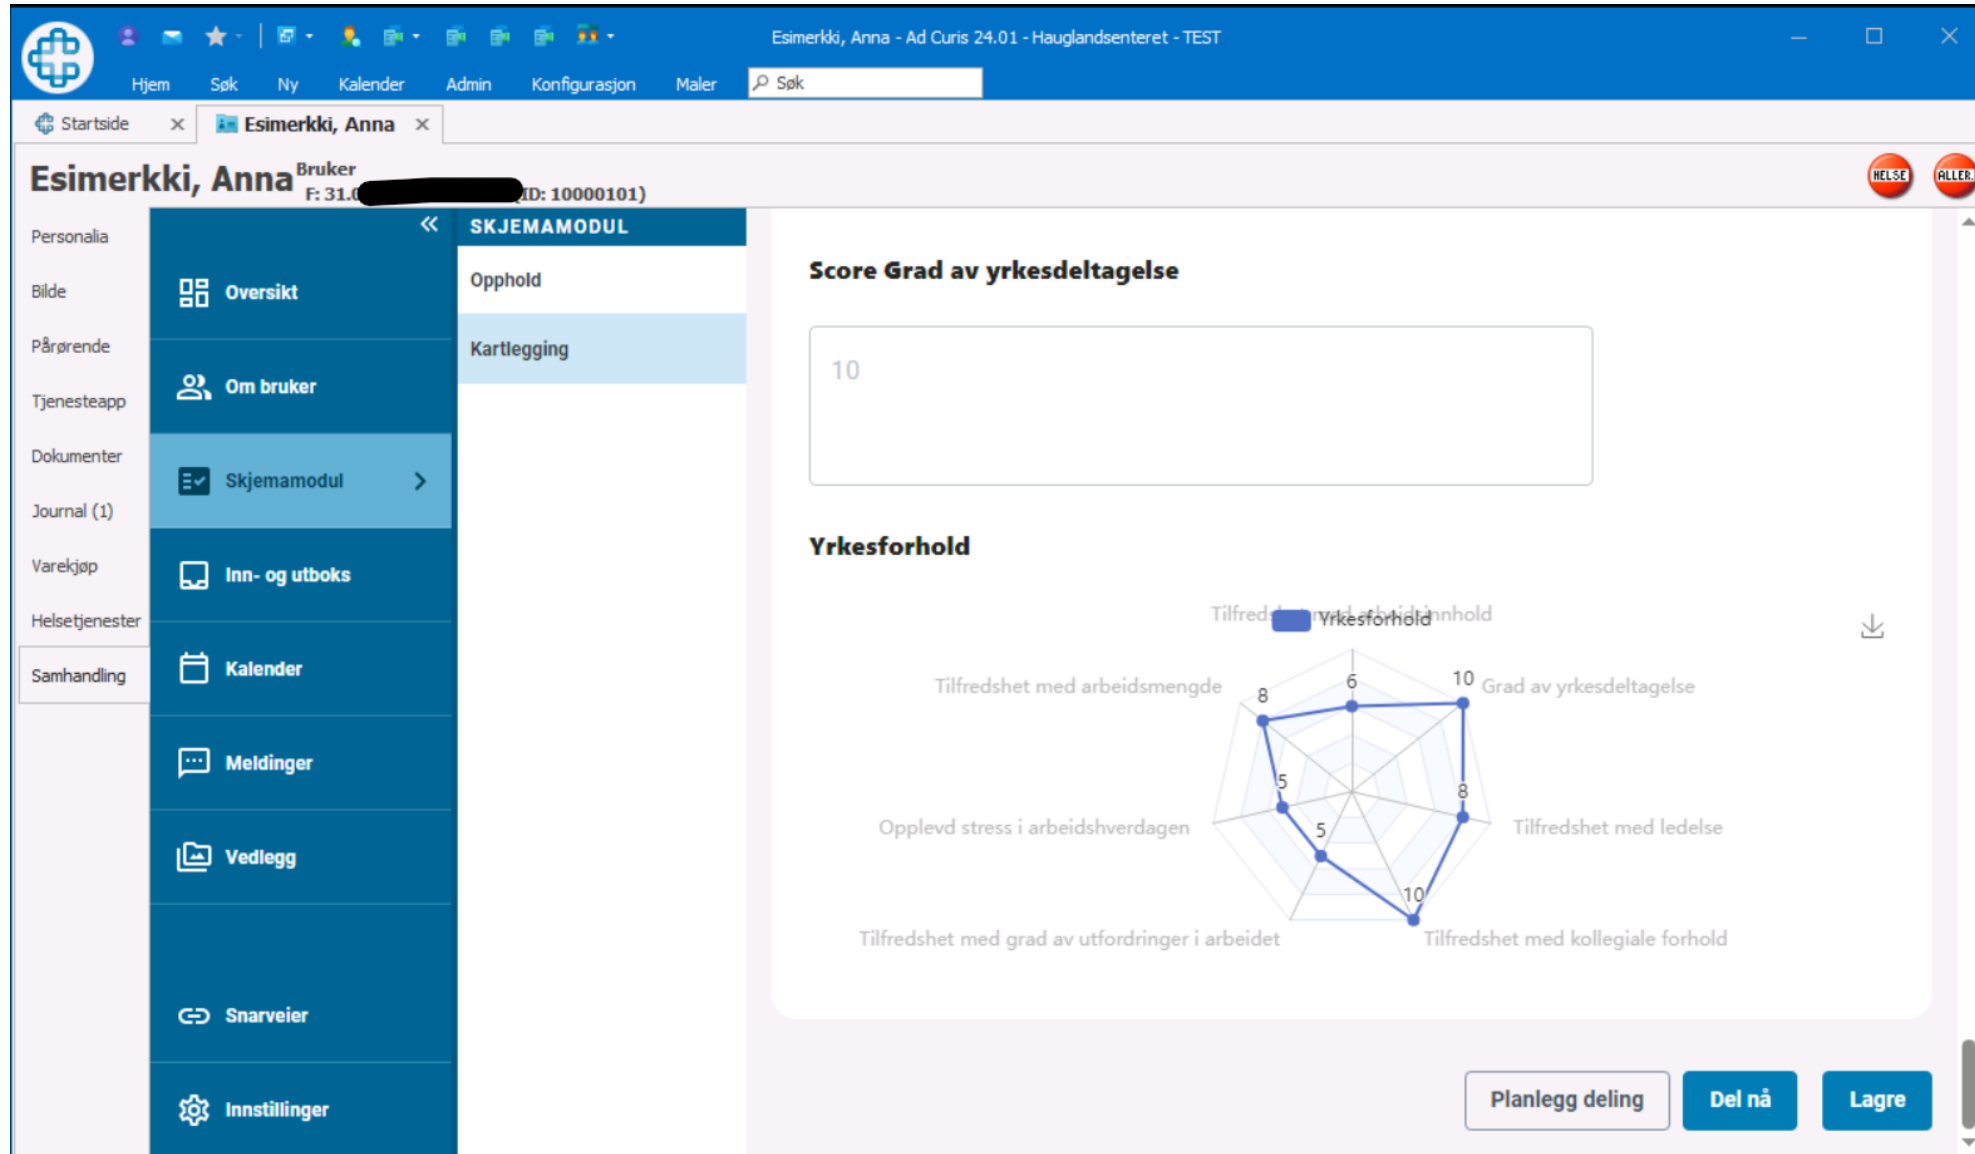 Esimerkki, Anna - Ad Curis 24.01 - Hauglandsenteret - TEST
Hjem Søk Ny Kalender Admin Konfigurasjon Maler Søk
Startside Esimerkki, Anna
Esimerkki, Anna Bruker
F: 31. ID: 10000101)
HELSE ALLER.
Personalia
Bilde
Pårørende
Tjenesteapp
Dokumenter
Journal (1)
Varekjøp
Helsetjenester
Samhandling
Oversikt
Om bruker
Skjemamodul
Inn- og utboks
Kalender
Meldinger
Vedlegg
Snarveier
Innstillinger
SKJEMAMODUL
Opphold
Kartlegging
Score Grad av yrkesdeltagelse
10
Yrkesforhold
Tilfredshet med arbeidsinnhold
Yrkesforhold
Tilfredshet med arbeidsmengde
8
6
10
Grad av yrkesdeltagelse
5
8
Opplevd stress i arbeidshverdagen
5
Tilfredshet med ledelse
10
Tilfredshet med grad av utfordringer i arbeidet
Tilfredshet med kollegiale forhold
Planlegg deling Del nå Lagre